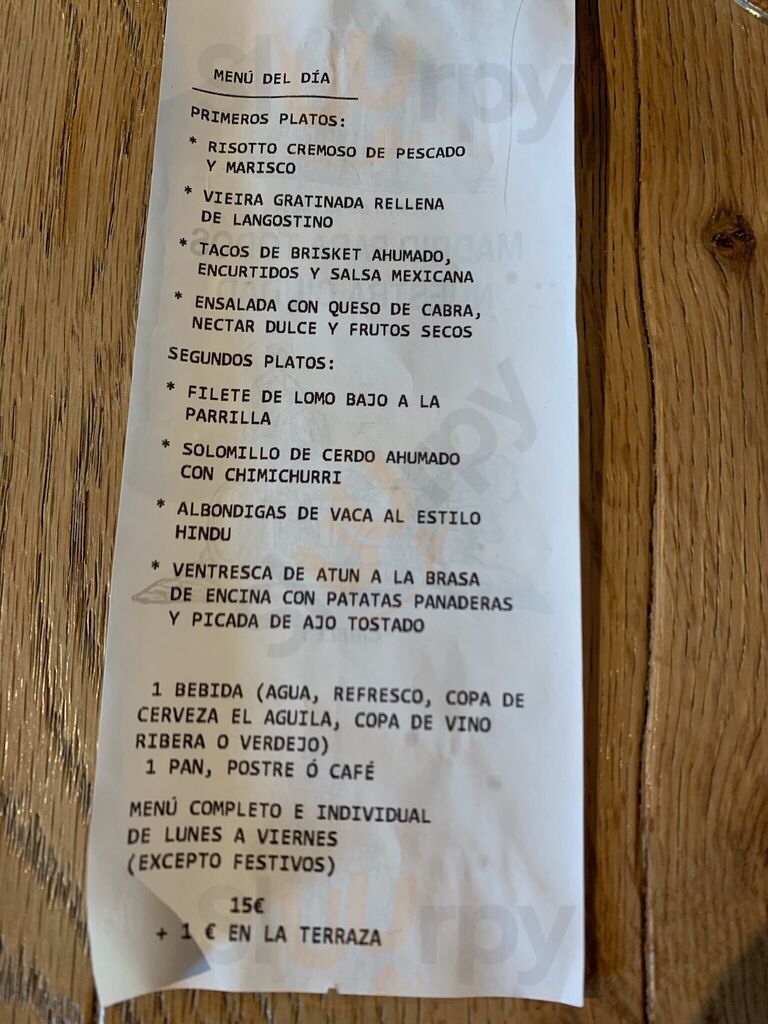 MENÚ DEL DÍA
PRIMEROS PLATOS:
* RISOTTO CREMOSO DE PESCADO
Y MARISCO
* VIEIRA GRATINADA RELLENA
DE LANGOSTINO
* TACOS DE BRISKET AHUMADO,
ENCURTIDOS Y SALSA MEXICANA
* ENSALADA CON QUESO DE CABRA,
NECTAR DULCE Y FRUTOS SECOS
SEGUNDOS PLATOS:
* FILETE DE LOMO BAJO A LA
PARRILLA
* SOLOMILLO DE CERDO AHUMADO
CON CHIMICHURRI
* ALBONDIGAS DE VACA AL ESTILO
HINDU
* VENTRESCA DE ATUN A LA BRASA
DE ENCINA CON PATATAS PANADERAS
Y PICADA DE AJO TOSTADO
1 BEBIDA (AGUA, REFRESCO, COPA DE
CERVEZA EL AGUILA, COPA DE VINO
RIBERA O VERDEJO)
1 PAN, POSTRE Ó CAFÉ
MENÚ COMPLETO E INDIVIDUAL
DE LUNES A VIERNES
(EXCEPTO FESTIVOS)
15€
+ 1 € EN LA TERRAZA
slurpy
slurpy
slurpy